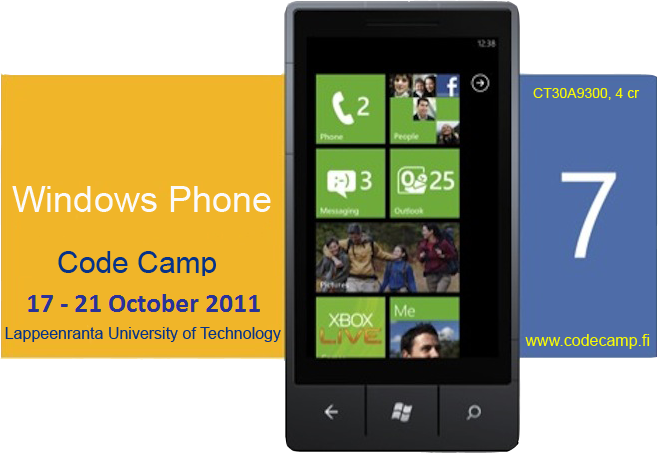 Windows Phone
Code Camp
17 - 21 October 2011
Lappeenranta University of Technology
12:38
2
Phone
f
People
:-)
3
Messaging
O
25
Outlook
Pictures
XBOX
LIVE
Me
CT30A9300, 4 cr
7
www.codecamp.fi